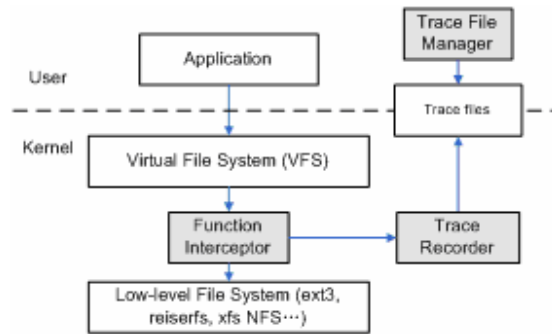 Trace File
Manager
Application
User
Trace files
Kernel
Virtual File System (VFS)
Function
Interceptor
Trace
Recorder
Low-level File System (ext3,
reiserfs, xfs NFS⋯)